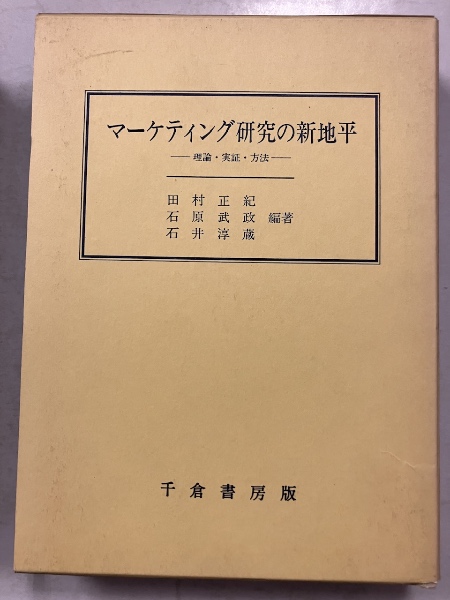 マーケティング研究の新地平
──理論・実証・方法──
田村正紀
石原武政 編著
石井淳蔵
千倉書房版